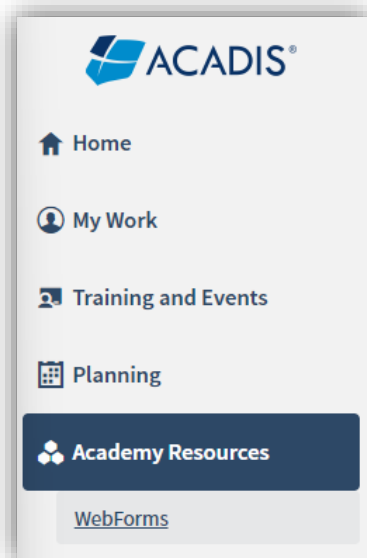 ACADIS®
Home
My Work
Training and Events
Planning
Academy Resources
WebForms